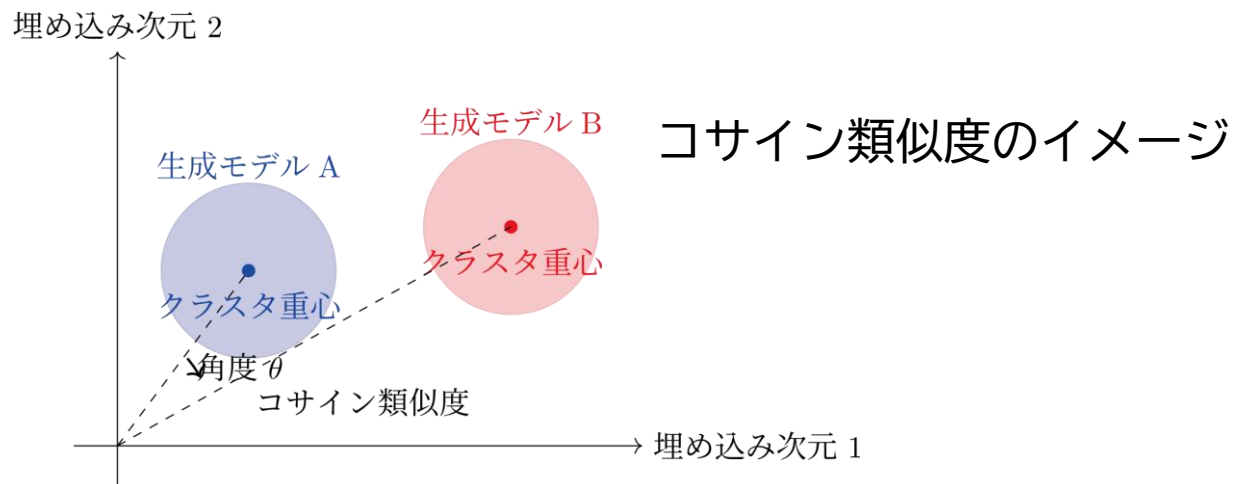 埋め込み次元 2
生成モデル B
コサイン類似度のイメージ
生成モデル A
クラスタ重心
クラスタ重心
角度 θ
コサイン類似度
埋め込み次元 1